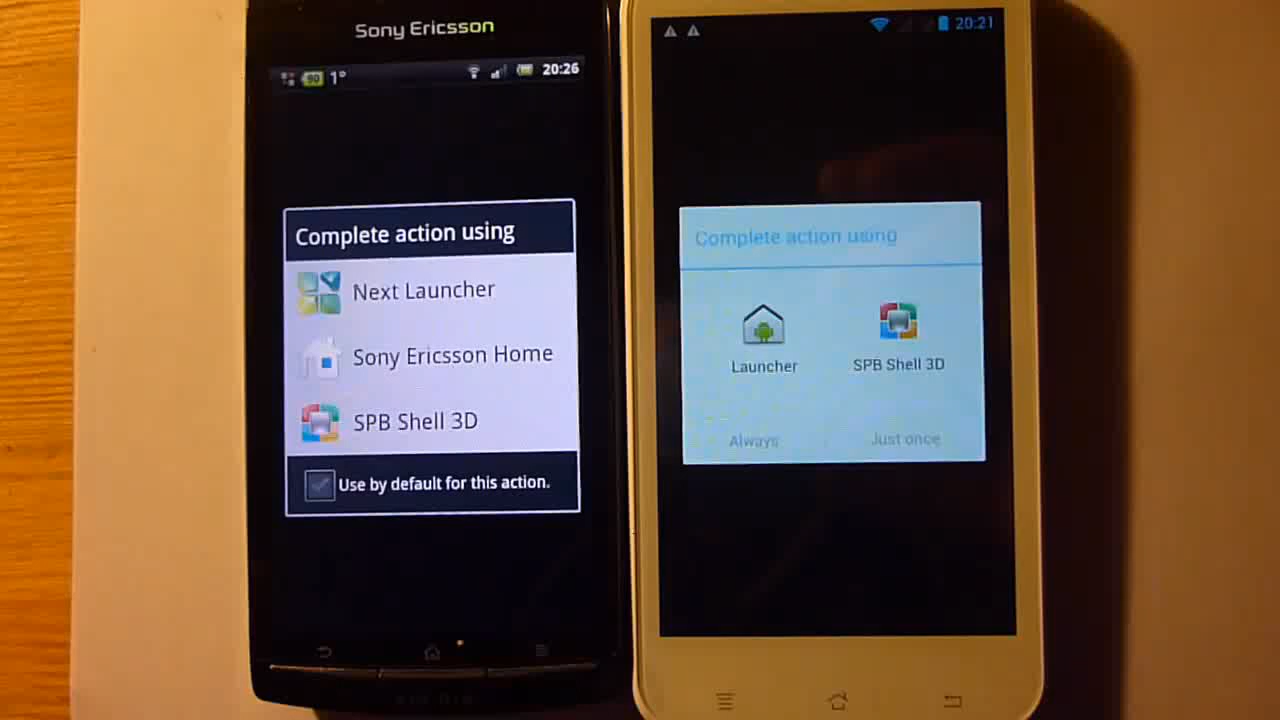 Sony Ericsson
90 1° 20:26
Complete action using
Next Launcher
Sony Ericsson Home
SPB Shell 3D
Use by default for this action.
20:21
Complete action using
Launcher SPB Shell 3D
Always Just once